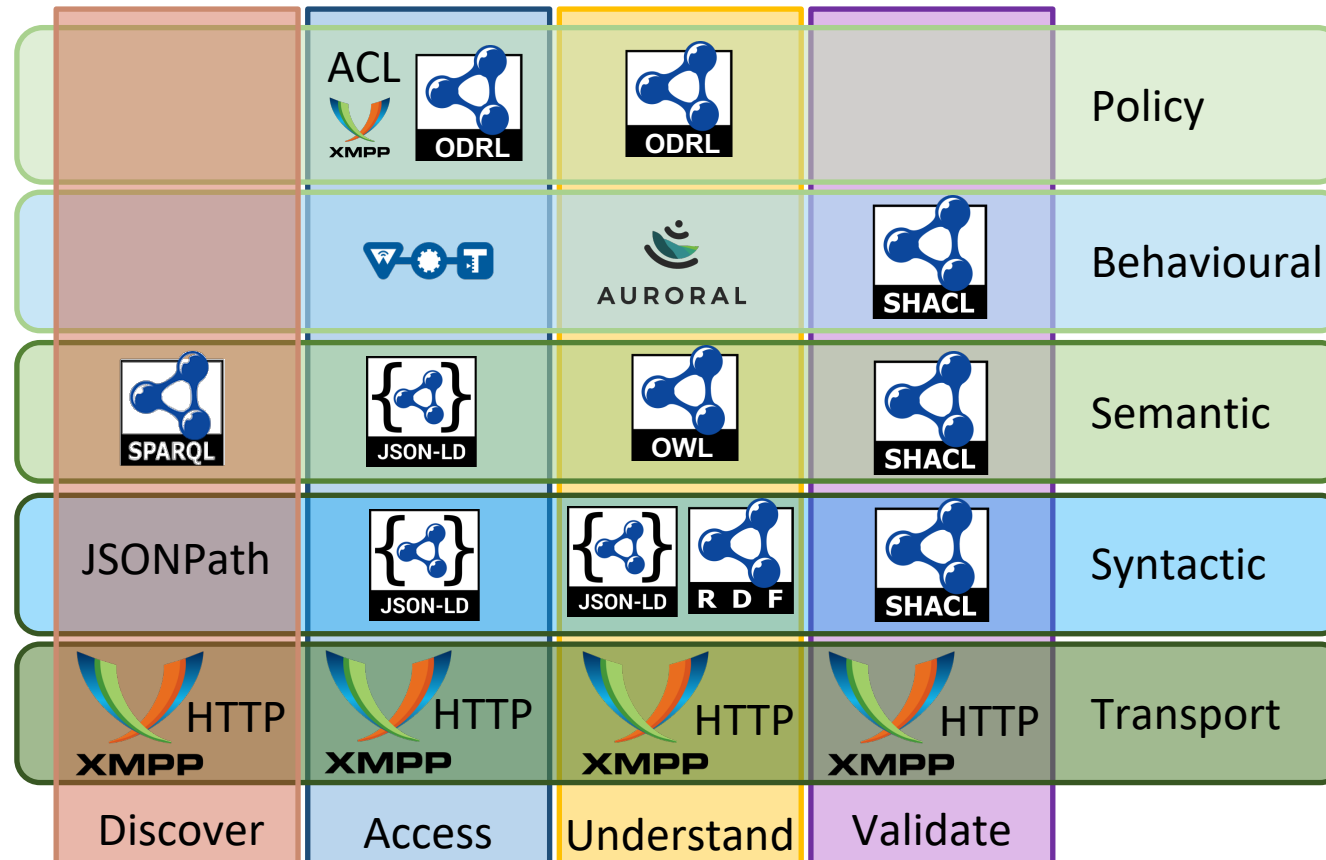 ACL
XMPP
ODRL
ODRL
Policy
W T
AURORAL
SHACL
Behavioural
SPARQL
{ }
JSON-LD
OWL
SHACL
Semantic
JSONPath
{ }
JSON-LD
{ }
JSON-LD
RDF
SHACL
Syntactic
XMPP
HTTP
XMPP
HTTP
XMPP
HTTP
XMPP
HTTP
Transport
Discover
Access
Understand
Validate